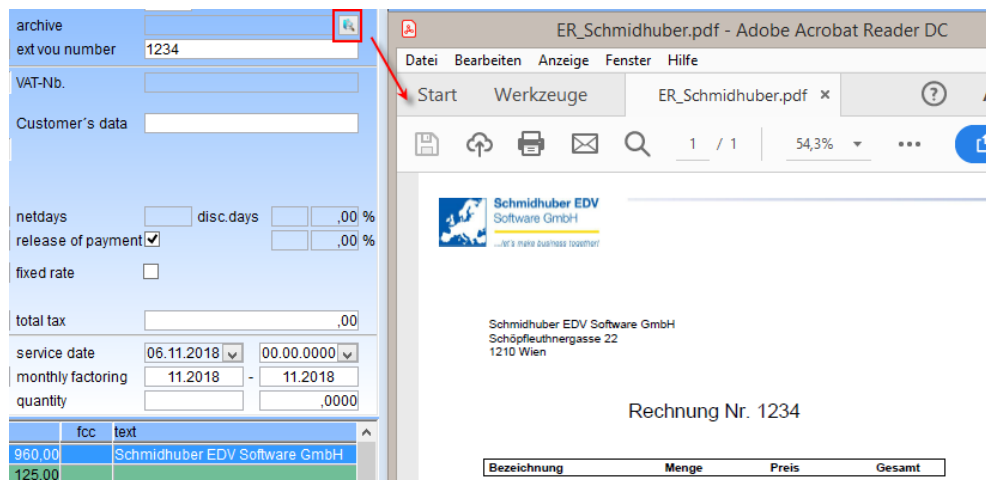 archive
ext vou number 1234
VAT-Nb.
Customer´s data
netdays disc.days ,00 %
release of payment ,00 %
fixed rate
total tax ,00
service date 06.11.2018 00.00.0000
monthly factoring 11.2018 - 11.2018
quantity ,0000
fcc text
960,00 Schmidhuber EDV Software GmbH
125,00
ER_Schmidhuber.pdf - Adobe Acrobat Reader DC
Datei Bearbeiten Anzeige Fenster Hilfe
Start Werkzeuge ER_Schmidhuber.pdf ×
1 / 1 54,3%
Schmidhuber EDV
Software GmbH
...let's make business together!
Schmidhuber EDV Software GmbH
Schöpfleuthnergasse 22
1210 Wien
Rechnung Nr. 1234
Bezeichnung Menge Preis Gesamt